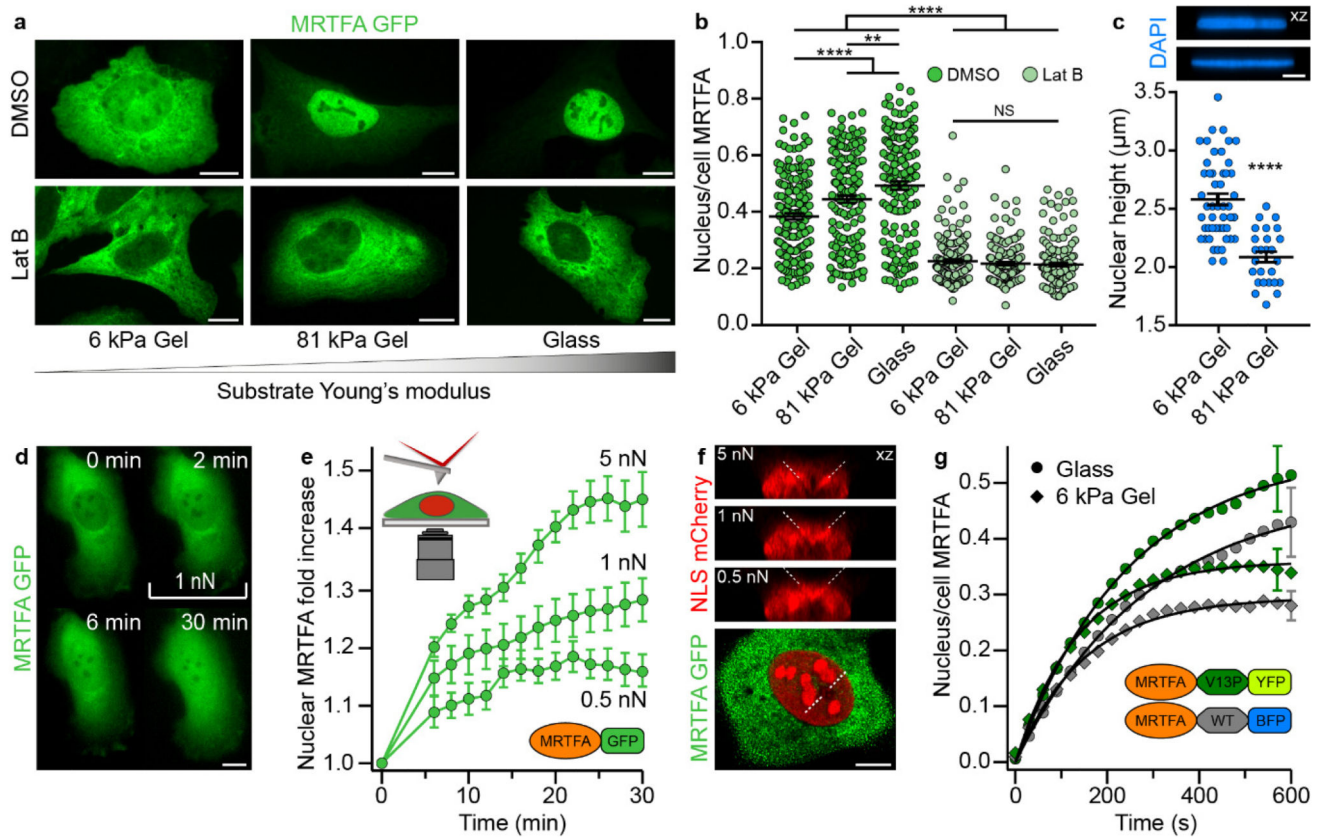 a
MRTFA GFP
DMSO
Lat B
6 kPa Gel
81 kPa Gel
Glass
Substrate Young's modulus
b
Nucleus/cell MRTFA
****
**
****
DMSO
Lat B
NS
1.0
0.8
0.6
0.4
0.2
0.0
6 kPa Gel
81 kPa Gel
Glass
6 kPa Gel
81 kPa Gel
Glass
c
DAPI
xz
Nuclear height (μm)
****
3.5
3.0
2.5
2.0
1.5
6 kPa Gel
81 kPa Gel
d
MRTFA GFP
0 min
2 min
1 nN
6 min
30 min
e
Nuclear MRTFA fold increase
1.5
1.4
1.3
1.2
1.1
1.0
5 nN
1 nN
0.5 nN
MRTFA
GFP
0
10
20
30
Time (min)
f
NLS mCherry
MRTFA GFP
5 nN
xz
1 nN
0.5 nN
g
Nucleus/cell MRTFA
Glass
6 kPa Gel
0.5
0.4
0.3
0.2
0.1
0.0
MRTFA
V13P
YFP
MRTFA
WT
BFP
0
200
400
600
Time (s)